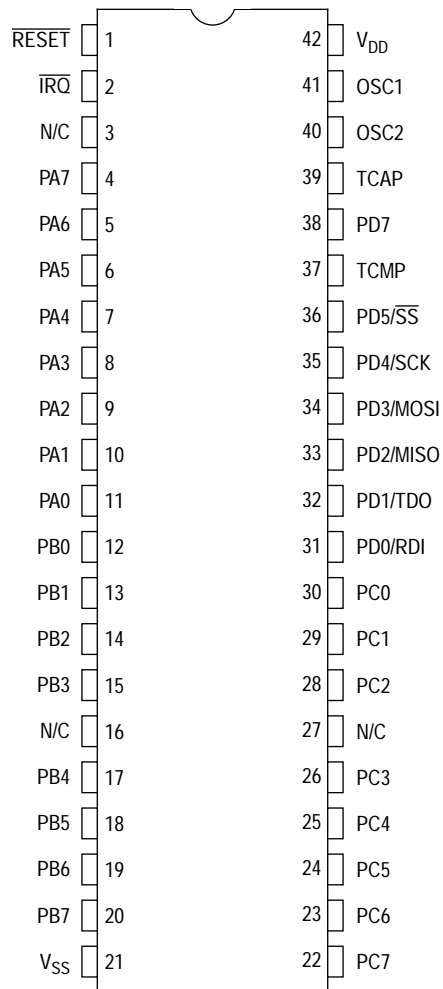 RESET 1 42 VDD
IRQ 2 41 OSC1
N/C 3 40 OSC2
PA7 4 39 TCAP
PA6 5 38 PD7
PA5 6 37 TCMP
PA4 7 36 PD5/SS
PA3 8 35 PD4/SCK
PA2 9 34 PD3/MOSI
PA1 10 33 PD2/MISO
PA0 11 32 PD1/TDO
PB0 12 31 PD0/RDI
PB1 13 30 PC0
PB2 14 29 PC1
PB3 15 28 PC2
N/C 16 27 N/C
PB4 17 26 PC3
PB5 18 25 PC4
PB6 19 24 PC5
PB7 20 23 PC6
VSS 21 22 PC7